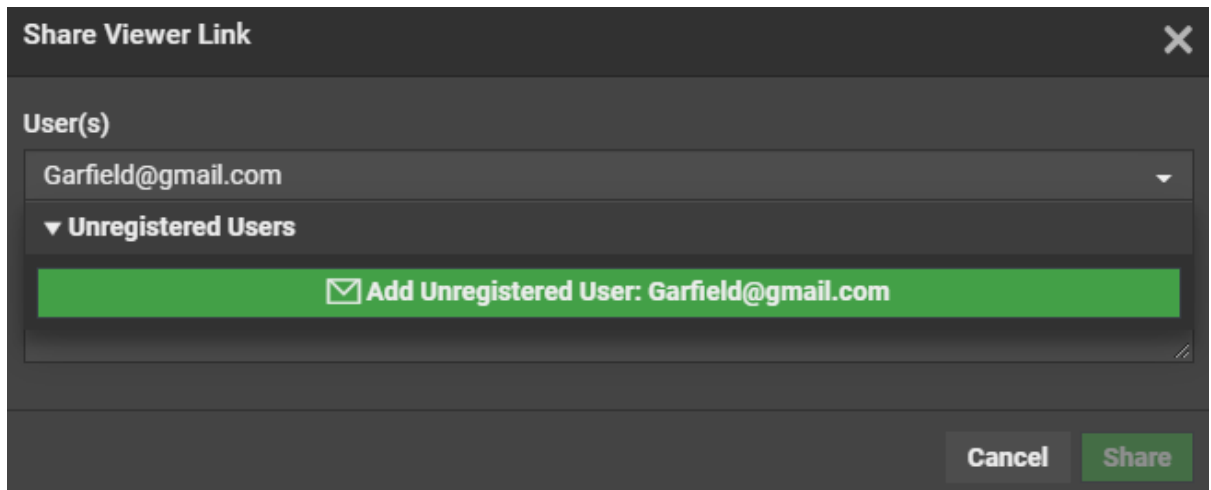 Share Viewer Link
User(s)
Garfield@gmail.com
Unregistered Users
Add Unregistered User: Garfield@gmail.com
Cancel Share